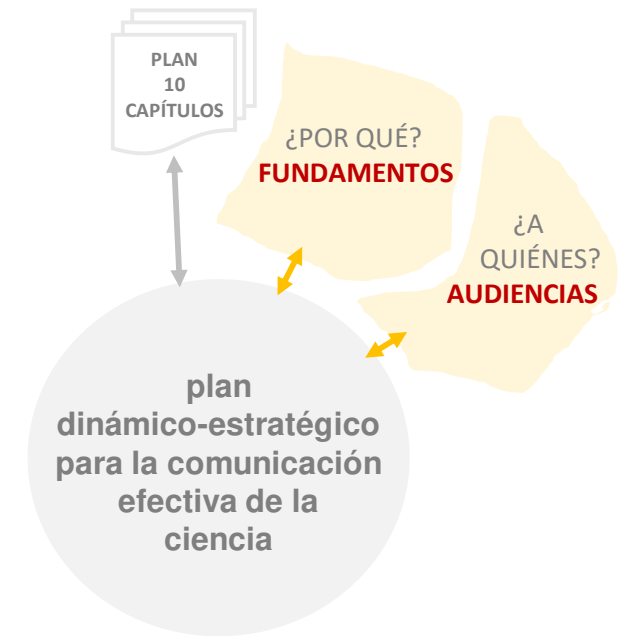 PLAN
10
CAPÍTULOS
¿POR QUÉ?
FUNDAMENTOS
¿A
QUIÉNES?
AUDIENCIAS
plan
dinámico-estratégico
para la comunicación
efectiva de la
ciencia